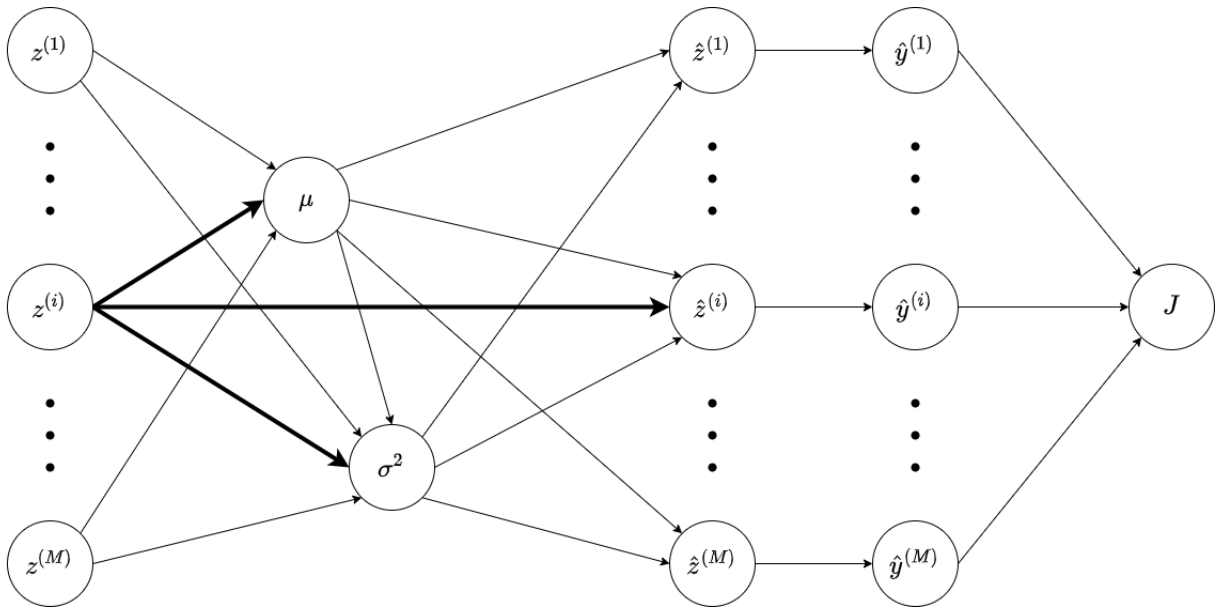 z^{(1)} ẑ^{(1)} ŷ^{(1)}
μ
z^{(i)} ẑ^{(i)} ŷ^{(i)} J
σ^2
z^{(M)} ẑ^{(M)} ŷ^{(M)}